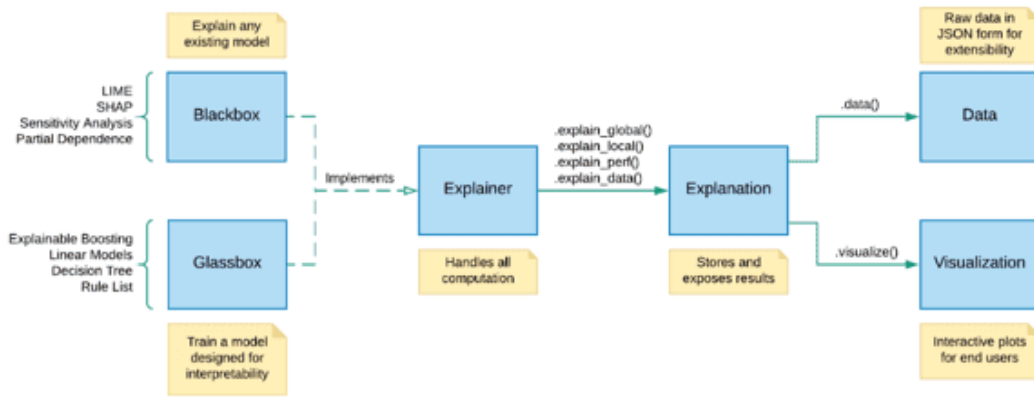 Explain any
existing model
LIME
SHAP
Sensitivity Analysis
Partial Dependence
Blackbox
Explainable Boosting
Linear Models
Decision Tree
Rule List
Glassbox
Train a model
designed for
interpretability
Implements
Explainer
Handles all
computation
.explain_global()
.explain_local()
.explain_perf()
.explain_data()
Explanation
Stores and
exposes results
.data()
Raw data in
JSON form for
extensibility
Data
.visualize()
Visualization
Interactive plots
for end users